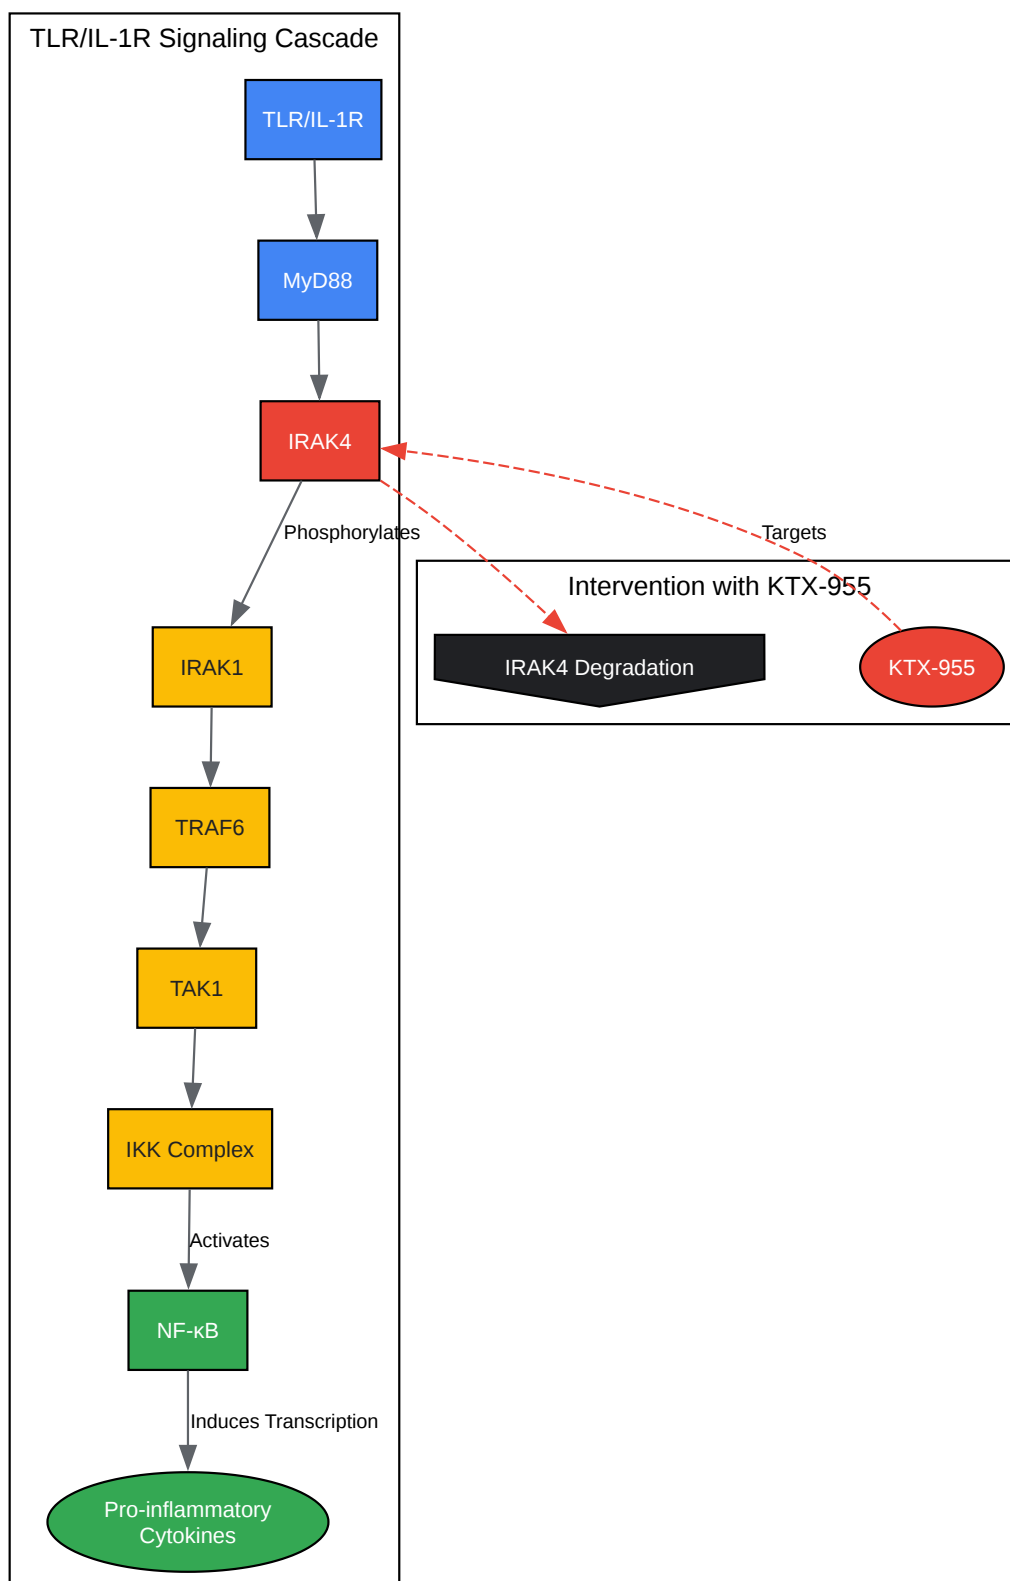 TLR/IL-1R Signaling Cascade
TLR/IL-1R
MyD88
IRAK4
Phosphorylates
Targets
Intervention with KTX-955
IRAK1
IRAK4 Degradation
KTX-955
TRAF6
TAK1
IKK Complex
Activates
NF-κB
Induces Transcription
Pro-inflammatory
Cytokines